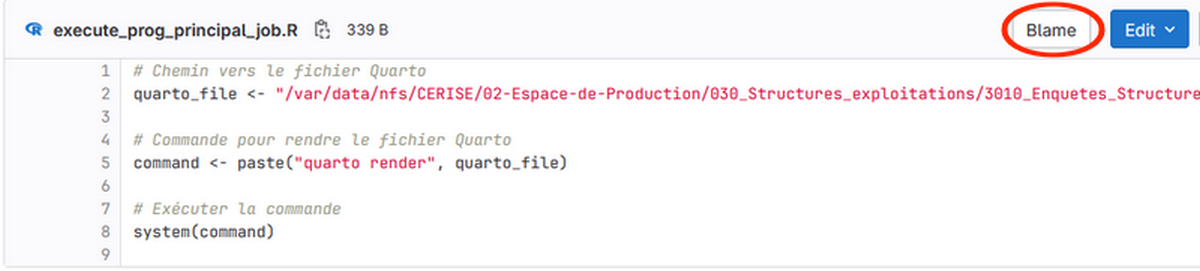 execute_prog_principal_job.R 339 B Blame Edit
1 # Chemin vers le fichier Quarto
2 quarto_file <- "/var/data/nfs/CERISE/02-Espace-de-Production/030_Structures_exploitations/3010_Enquetes_Structure
3
4 # Commande pour rendre le fichier Quarto
5 command <- paste("quarto render", quarto_file)
6
7 # Exécuter la commande
8 system(command)
9